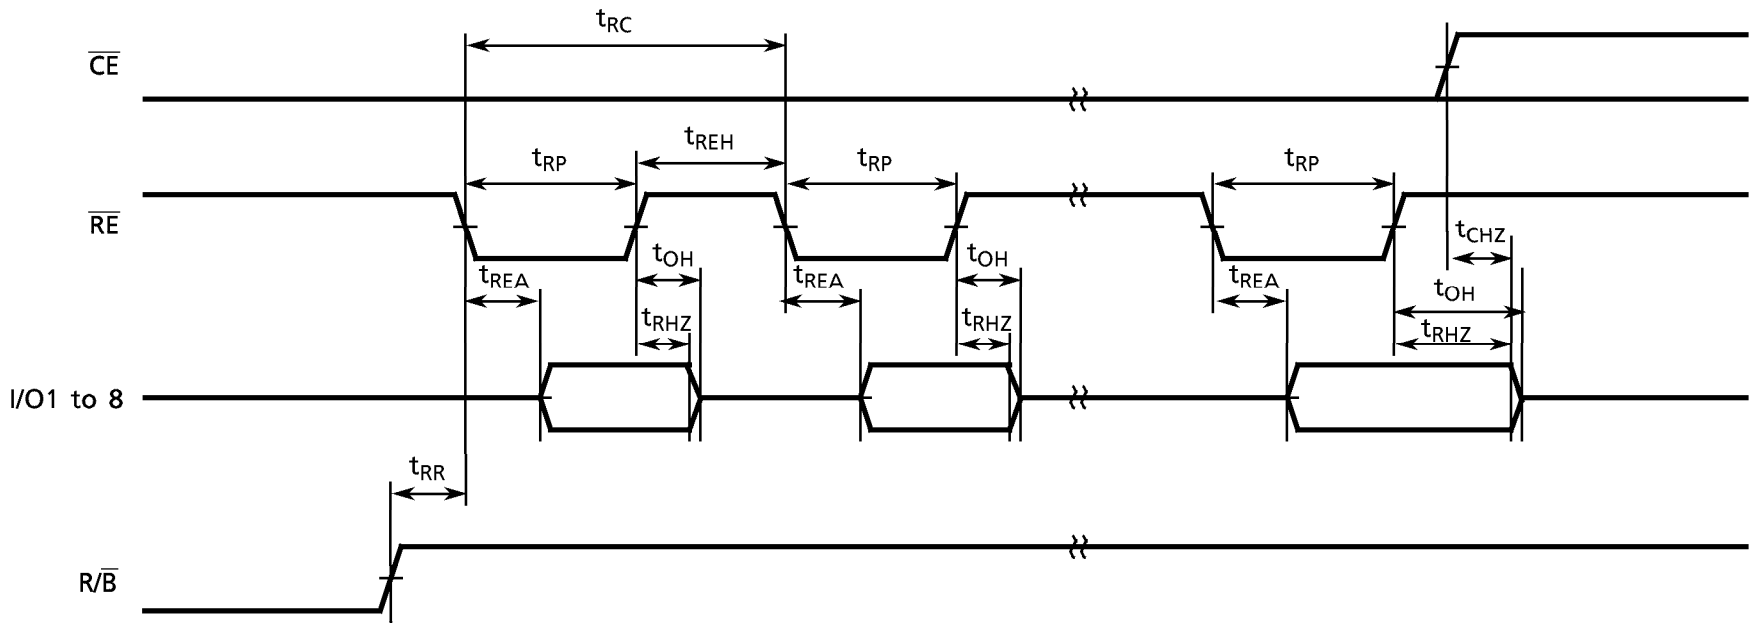 tRC
CE
tREH
tRP tRP tRP
RE
tOH tOH tCHZ
tREA tREA tREA
tOH
tRHZ tRHZ tRHZ
I/O1 to 8
tRR
R/B